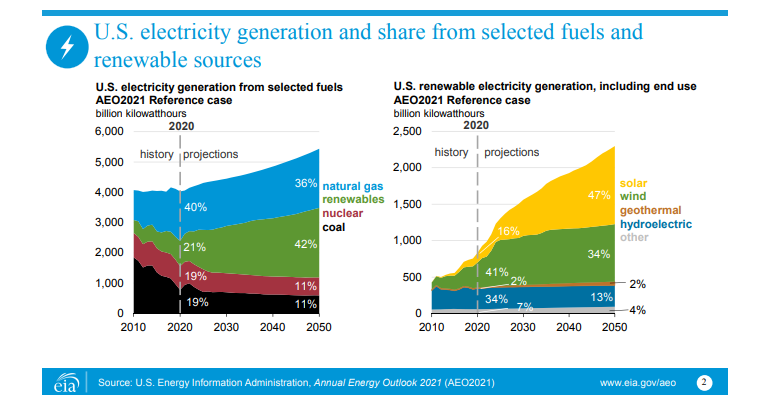 U.S. electricity generation and share from selected fuels and
renewable sources
U.S. electricity generation from selected fuels
AEO2021 Reference case
billion kilowatthours
2020
6,000
5,000
4,000
3,000
2,000
1,000
0
history
projections
36%
40%
21%
42%
19%
11%
19%
11%
natural gas
renewables
nuclear
coal
2010 2020 2030 2040 2050
U.S. renewable electricity generation, including end use
AEO2021 Reference case
billion kilowatthours
2020
2,500
2,000
1,500
1,000
500
0
history
projections
47%
16%
34%
41%
2%
2%
34%
13%
7%
4%
solar
wind
geothermal
hydroelectric
other
2010 2020 2030 2040 2050
eia
Source: U.S. Energy Information Administration, Annual Energy Outlook 2021 (AEO2021)
www.eia.gov/aeo
2